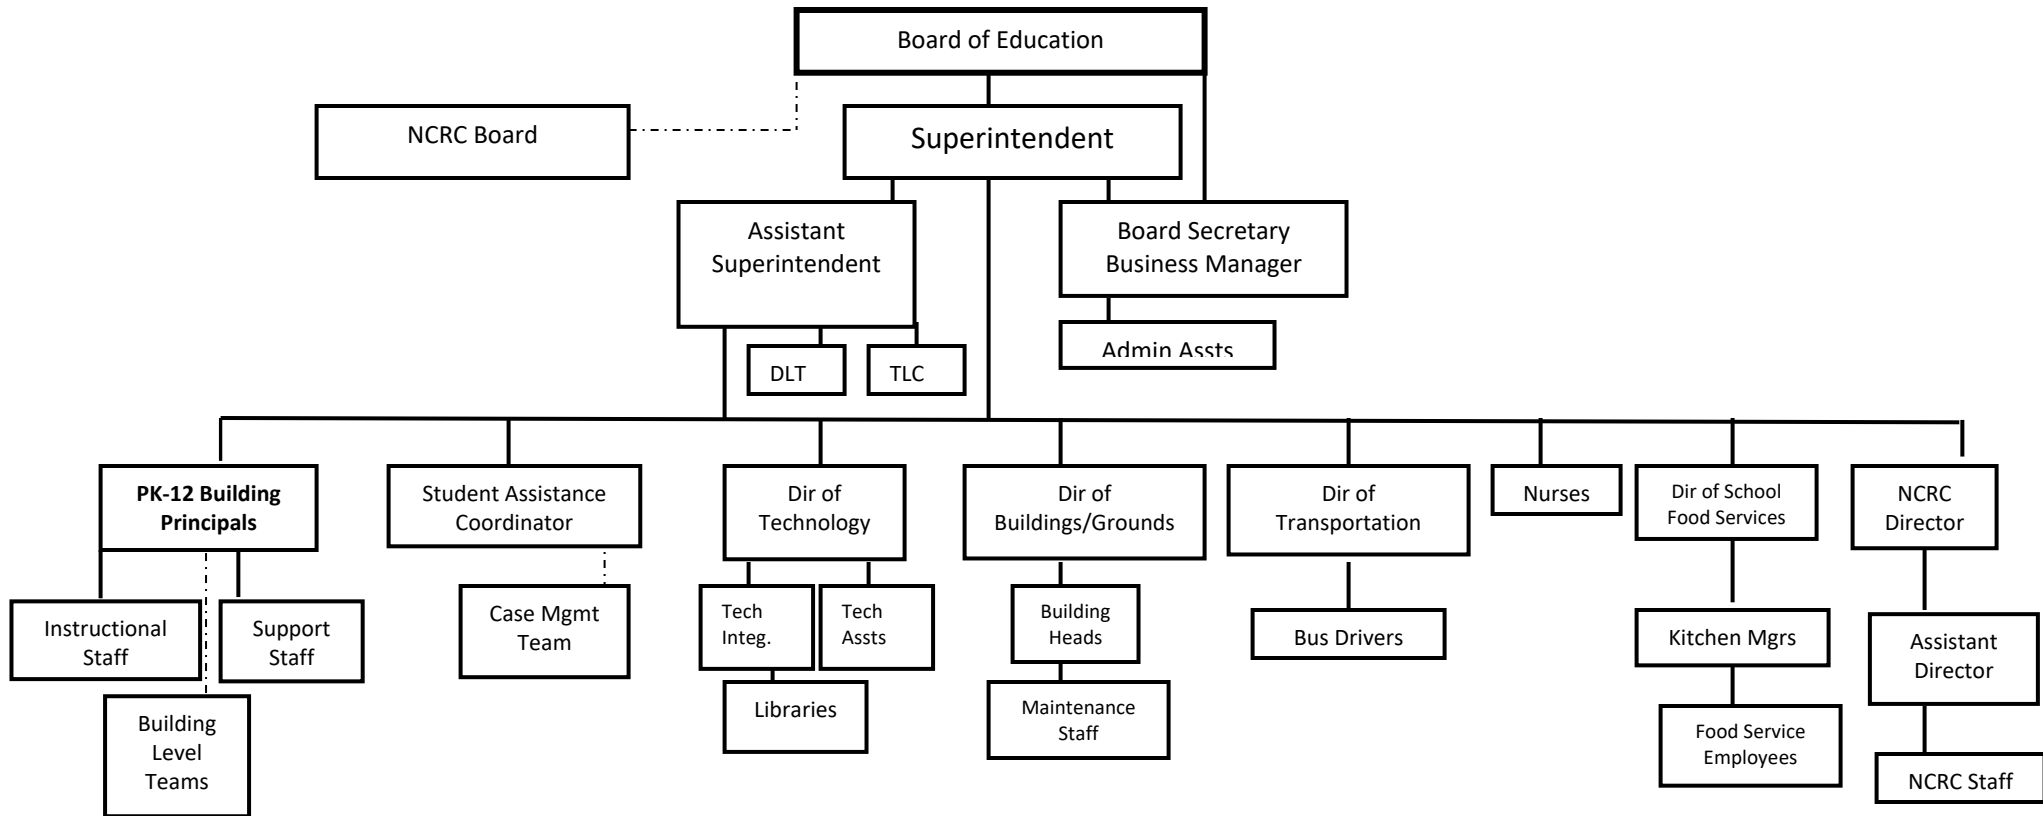 Board of Education
NCRC Board
Superintendent
Assistant
Superintendent
Board Secretary
Business Manager
Admin Assts
DLT
TLC
PK-12 Building
Principals
Student Assistance
Coordinator
Dir of
Technology
Dir of
Buildings/Grounds
Dir of
Transportation
Nurses
Dir of School
Food Services
NCRC
Director
Instructional
Staff
Support
Staff
Case Mgmt
Team
Tech
Integ.
Tech
Assts
Building
Heads
Bus Drivers
Kitchen Mgrs
Assistant
Director
Building
Level
Teams
Libraries
Maintenance
Staff
Food Service
Employees
NCRC Staff